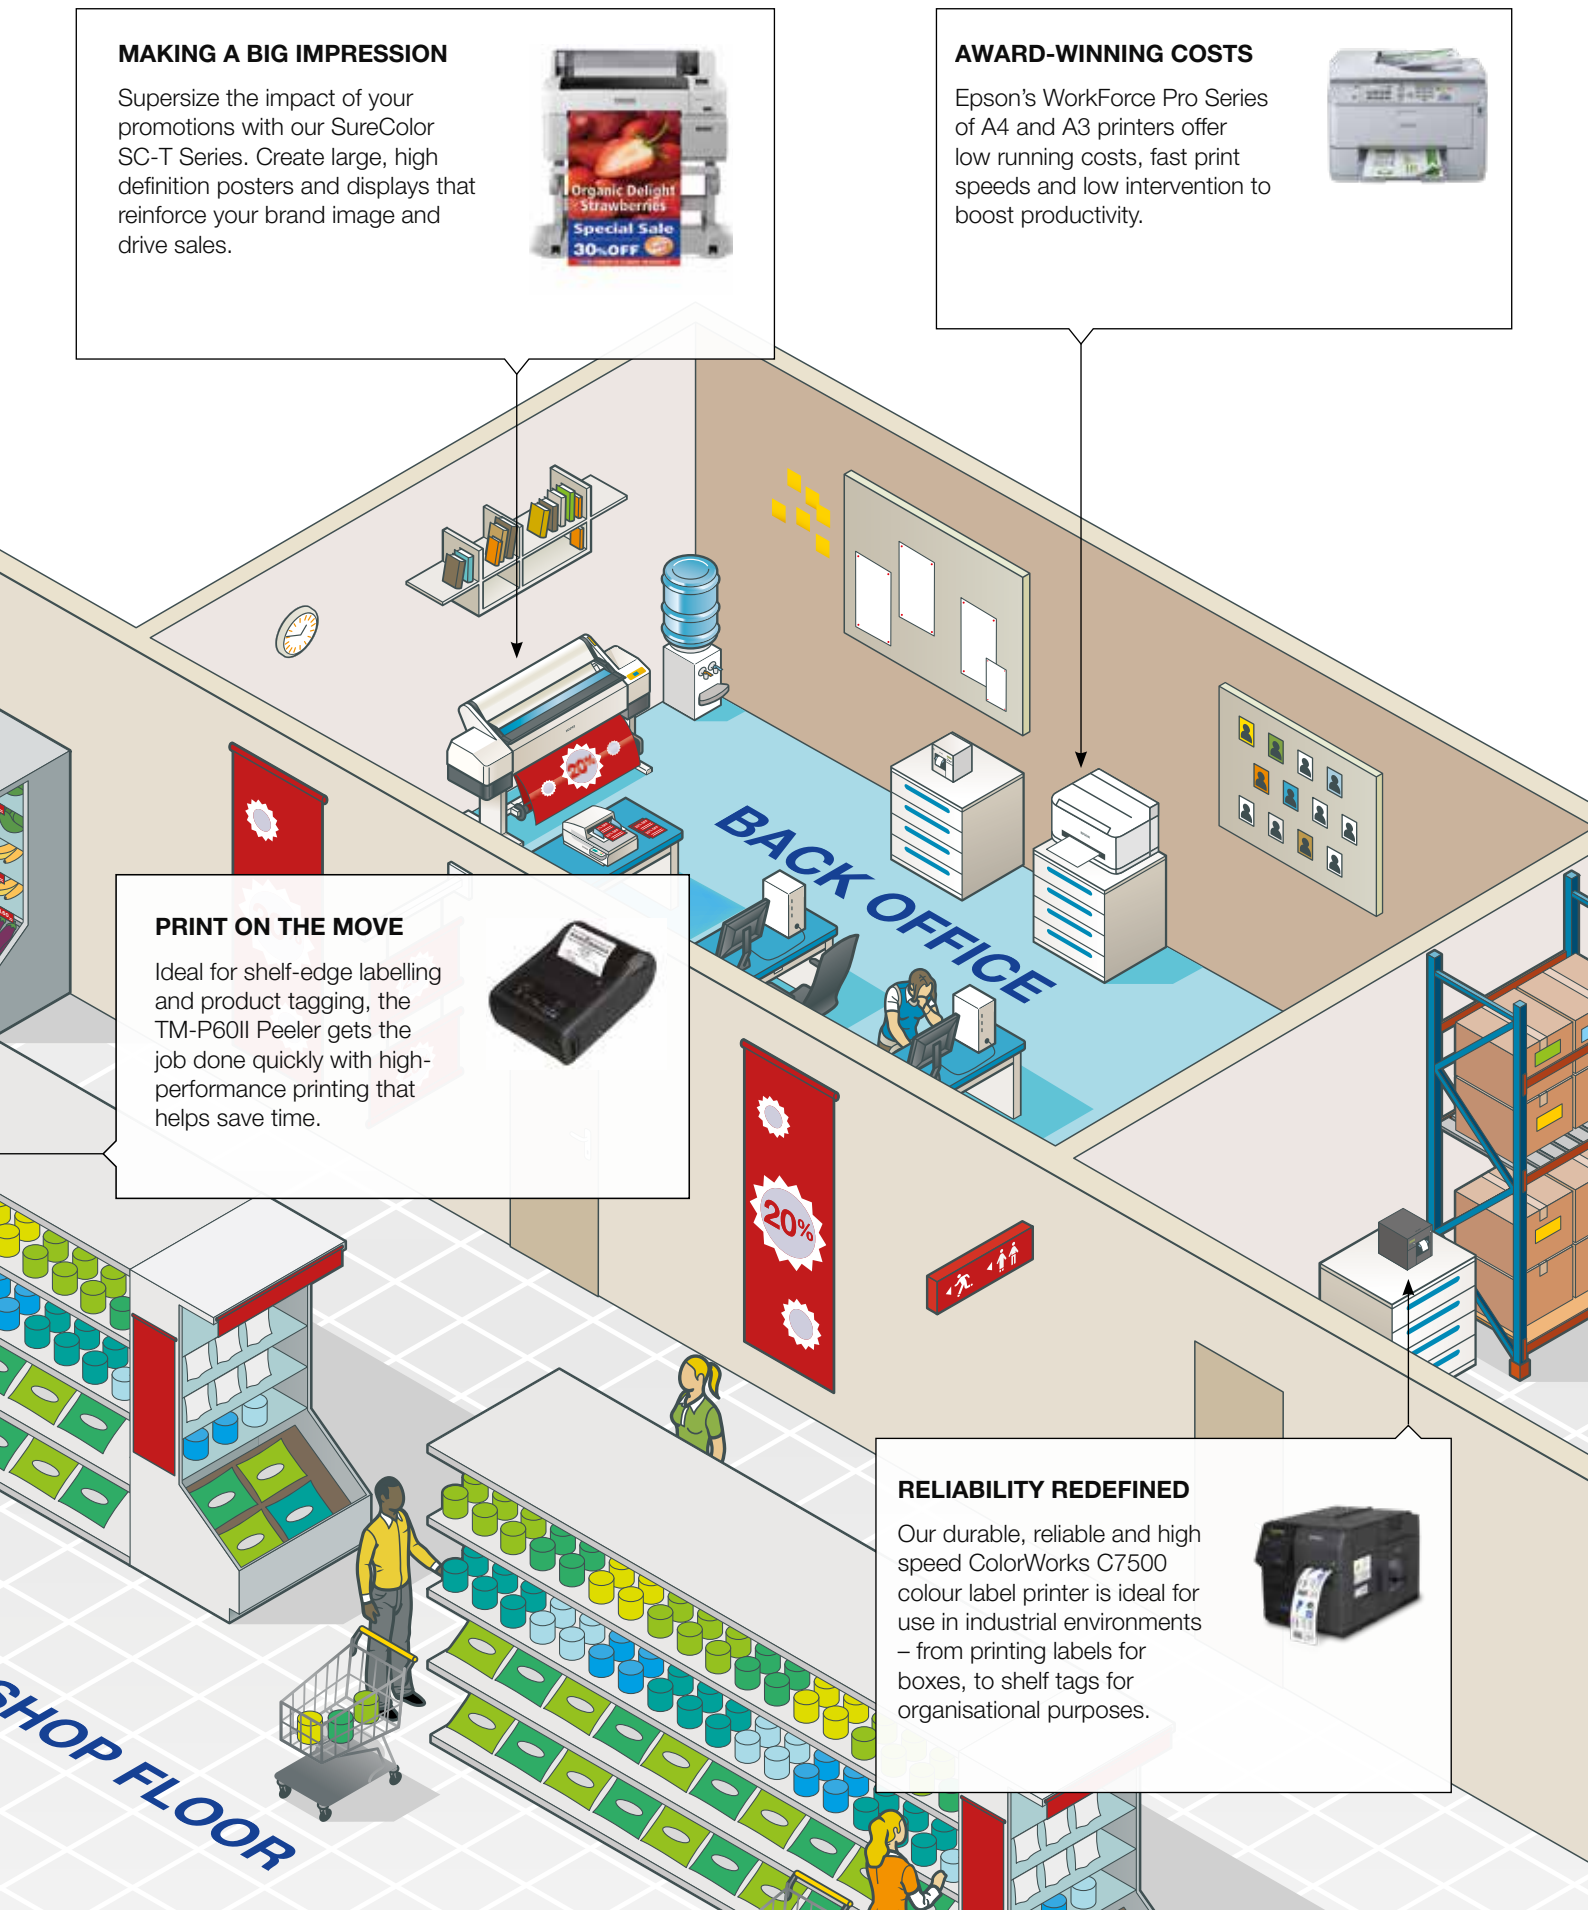 MAKING A BIG IMPRESSION
Supersize the impact of your
promotions with our SureColor
SC-T Series. Create large, high
definition posters and displays that
reinforce your brand image and
drive sales.
Organic Delight
Strawberries
Special Sale
30%OFF
AWARD-WINNING COSTS
Epson’s WorkForce Pro Series
of A4 and A3 printers offer
low running costs, fast print
speeds and low intervention to
boost productivity.
20%
BACK OFFICE
PRINT ON THE MOVE
Ideal for shelf-edge labelling
and product tagging, the
TM-P60II Peeler gets the
job done quickly with high-
performance printing that
helps save time.
20%
RELIABILITY REDEFINED
Our durable, reliable and high
speed ColorWorks C7500
colour label printer is ideal for
use in industrial environments
– from printing labels for
boxes, to shelf tags for
organisational purposes.
SHOP FLOOR